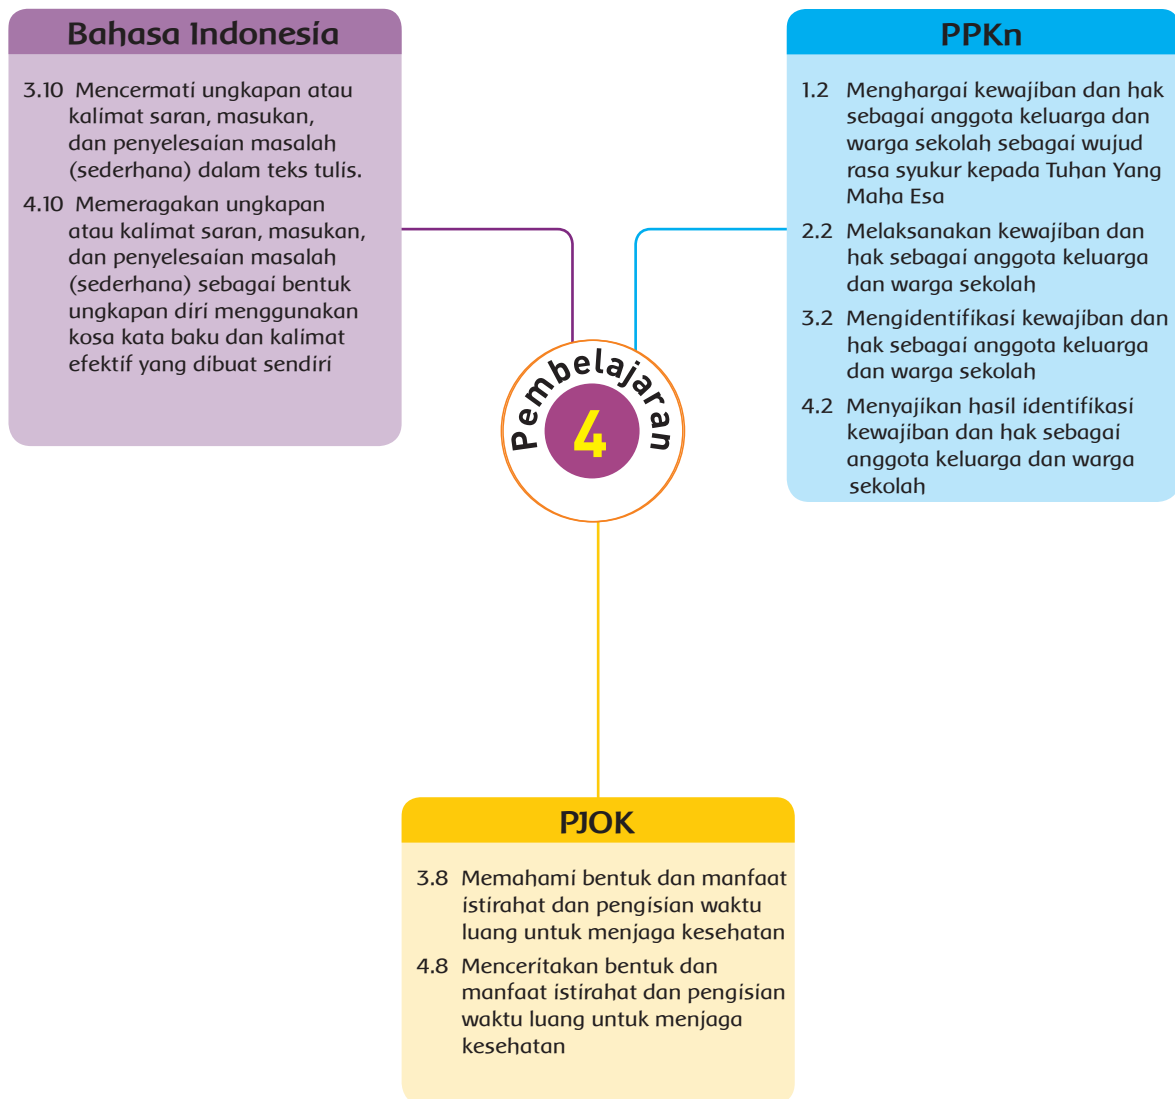 Bahasa Indonesia
3.10 Mencermati ungkapan atau
kalimat saran, masukan,
dan penyelesaian masalah
(sederhana) dalam teks tulis.
4.10 Memeragakan ungkapan
atau kalimat saran, masukan,
dan penyelesaian masalah
(sederhana) sebagai bentuk
ungkapan diri menggunakan
kosa kata baku dan kalimat
efektif yang dibuat sendiri
PPKn
1.2 Menghargai kewajiban dan hak
sebagai anggota keluarga dan
warga sekolah sebagai wujud
rasa syukur kepada Tuhan Yang
Maha Esa
2.2 Melaksanakan kewajiban dan
hak sebagai anggota keluarga
dan warga sekolah
3.2 Mengidentifikasi kewajiban dan
hak sebagai anggota keluarga
dan warga sekolah
4.2 Menyajikan hasil identifikasi
kewajiban dan hak sebagai
anggota keluarga dan warga
sekolah
Pembelajaran
4
PJOK
3.8 Memahami bentuk dan manfaat
istirahat dan pengisian waktu
luang untuk menjaga kesehatan
4.8 Menceritakan bentuk dan
manfaat istirahat dan pengisian
waktu luang untuk menjaga
kesehatan